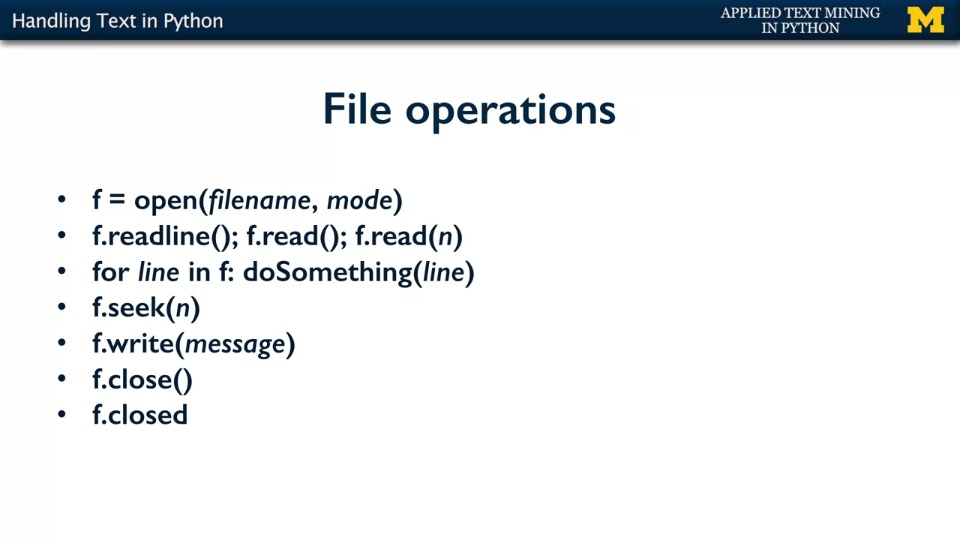 Handling Text in Python
APPLIED TEXT MINING
IN PYTHON
M
File operations
• f = open(filename, mode)
• f.readline(); f.read(); f.read(n)
• for line in f: doSomething(line)
• f.seek(n)
• f.write(message)
• f.close()
• f.closed